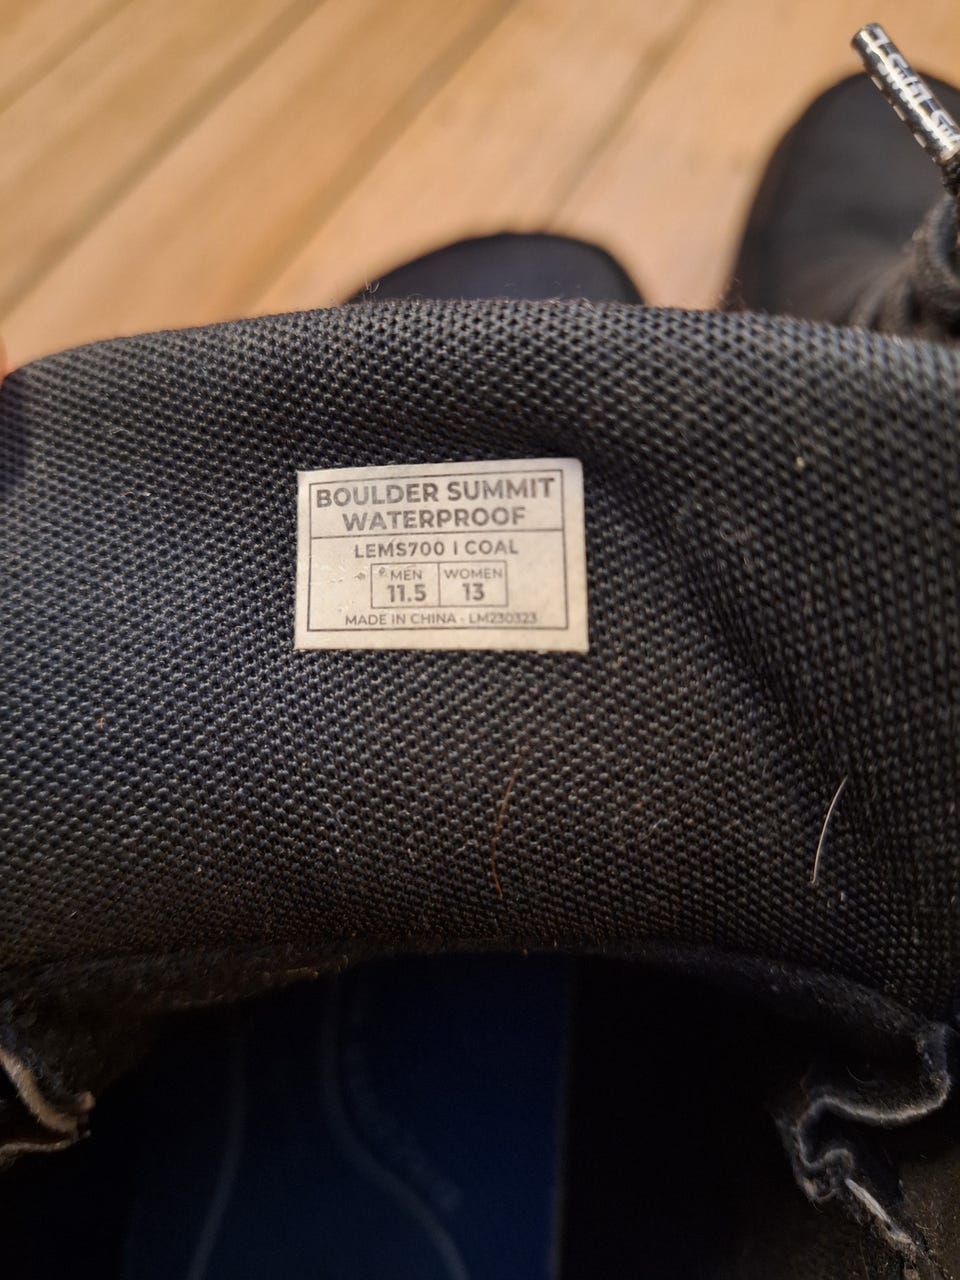 BOULDER SUMMIT
WATERPROOF
LEMS700 | COAL
MEN WOMEN
11.5 13
MADE IN CHINA - LM230323